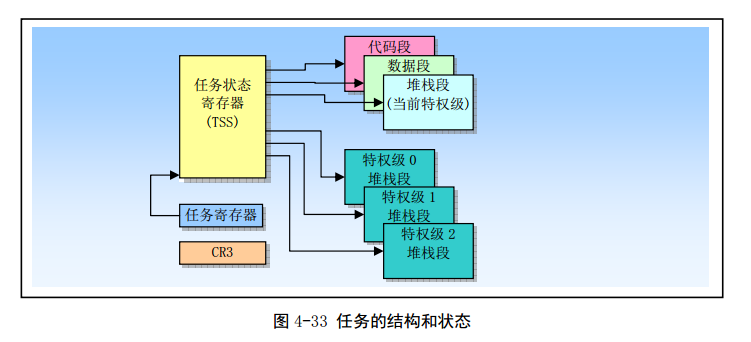 代码段
数据段
堆栈段
(当前特权级)
任务状态
寄存器
(TSS)
特权级 0
堆栈段
特权级 1
堆栈段
特权级 2
堆栈段
任务寄存器
CR3
图 4-33 任务的结构和状态